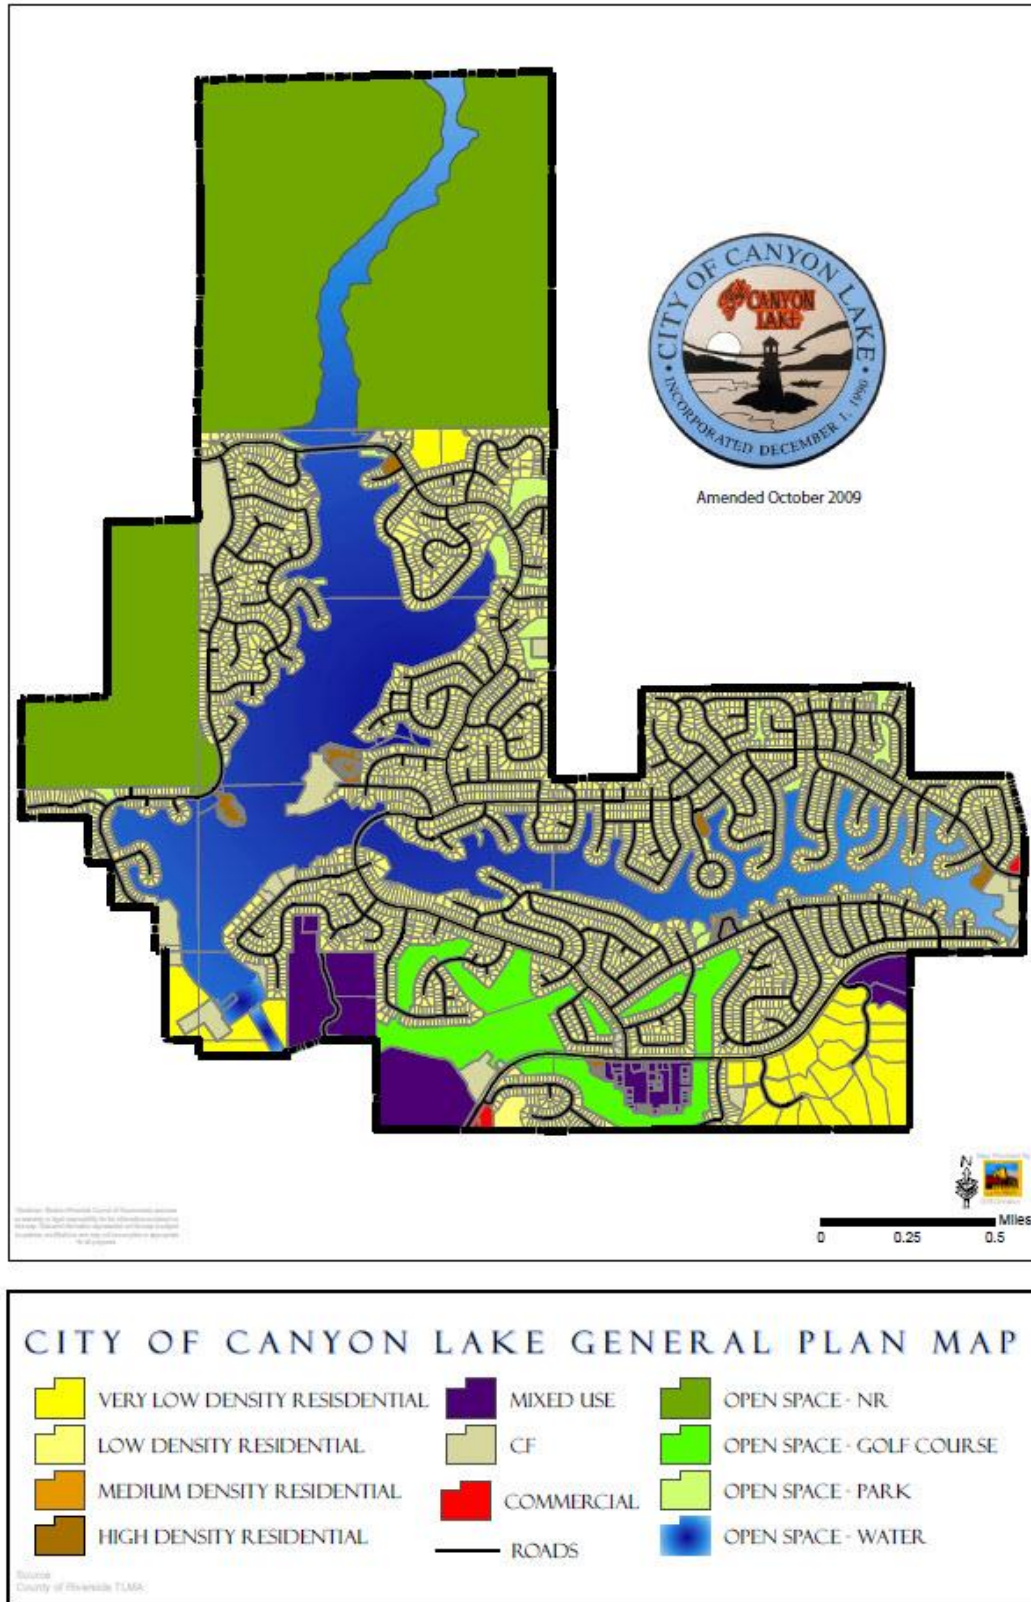 CITY OF CANYON LAKE
CANYON
LAKE
• INCORPORATED DECEMBER 1, 1990 •
Amended October 2009
N
Miles
0 0.25 0.5
CITY OF CANYON LAKE GENERAL PLAN MAP
VERY LOW DENSITY RESISDENTIAL
LOW DENSITY RESIDENTIAL
MEDIUM DENSITY RESIDENTIAL
HIGH DENSITY RESIDENTIAL
MIXED USE
CF
COMMERCIAL
ROADS
OPEN SPACE - NR
OPEN SPACE - GOLF COURSE
OPEN SPACE - PARK
OPEN SPACE - WATER
Source
County of Riverside TLMA